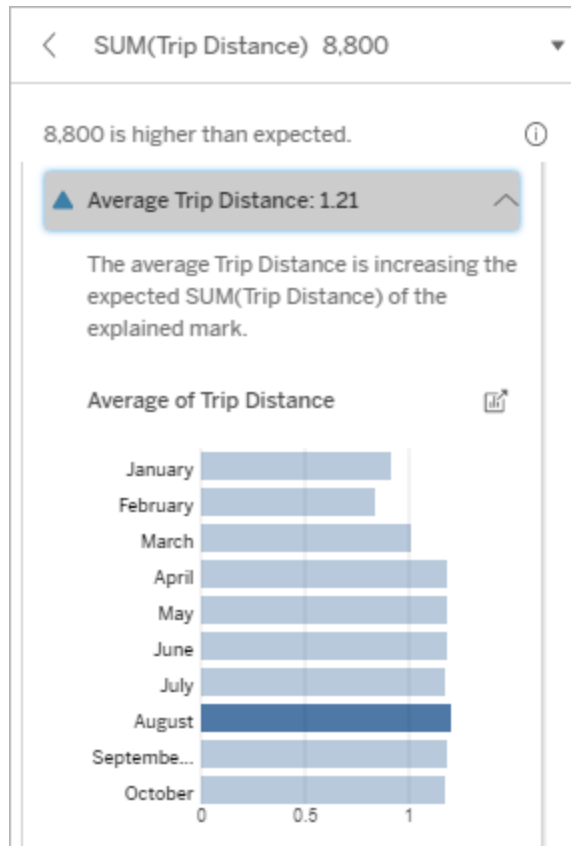 SUM(Trip Distance) 8,800
8,800 is higher than expected.
Average Trip Distance: 1.21
The average Trip Distance is increasing the
expected SUM(Trip Distance) of the
explained mark.
Average of Trip Distance
January
February
March
April
May
June
July
August
Septembe...
October
0 0.5 1